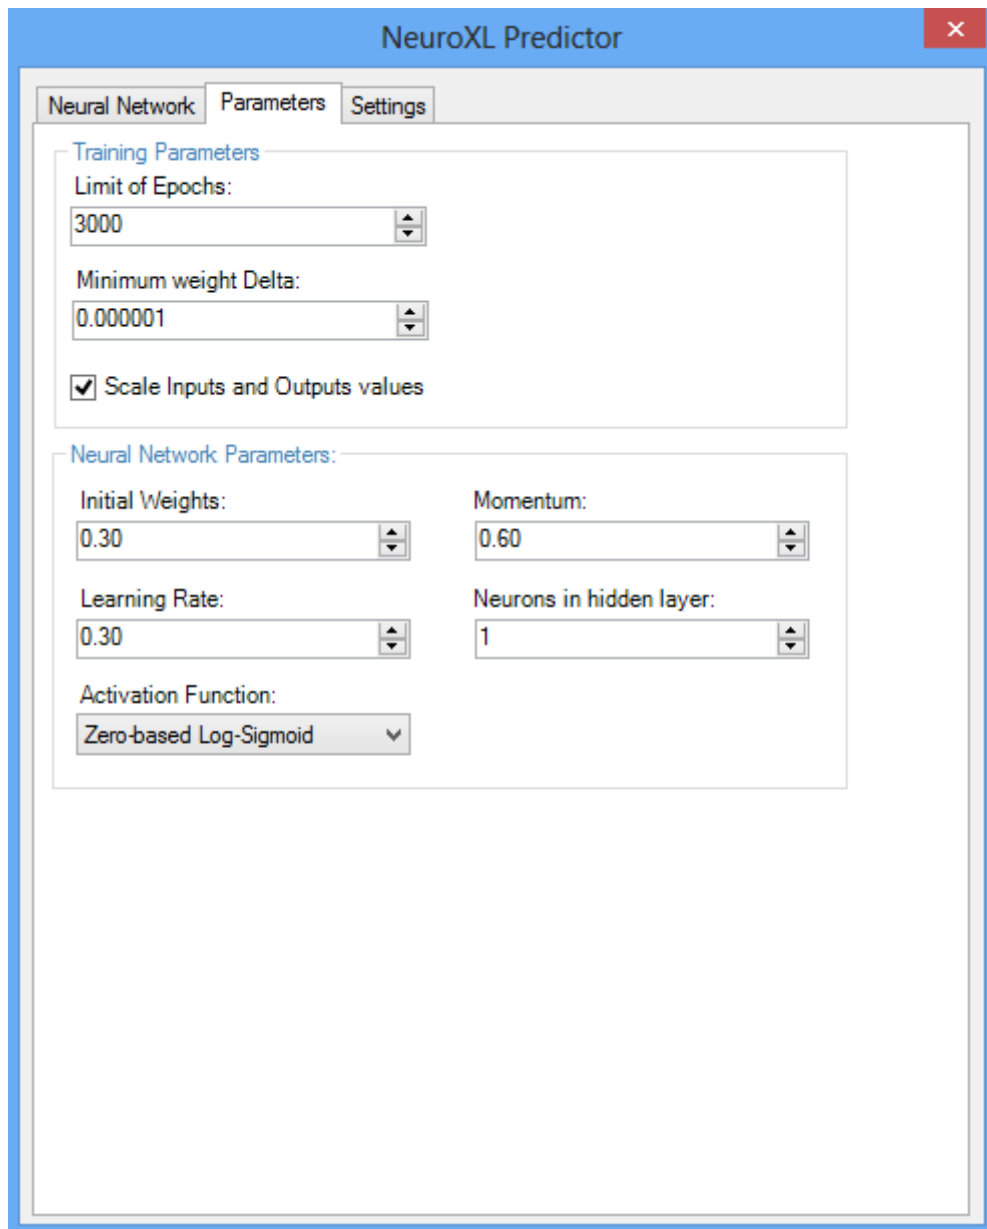 NeuroXL Predictor
Neural Network Parameters Settings
Training Parameters
Limit of Epochs:
3000
Minimum weight Delta:
0.000001
Scale Inputs and Outputs values
Neural Network Parameters:
Initial Weights: Momentum:
0.30 0.60
Learning Rate: Neurons in hidden layer:
0.30 1
Activation Function:
Zero-based Log-Sigmoid